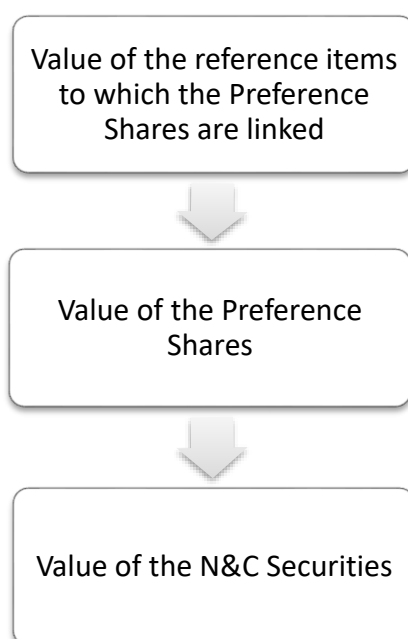 Value of the reference items
to which the Preference
Shares are linked
Value of the Preference
Shares
Value of the N&C Securities